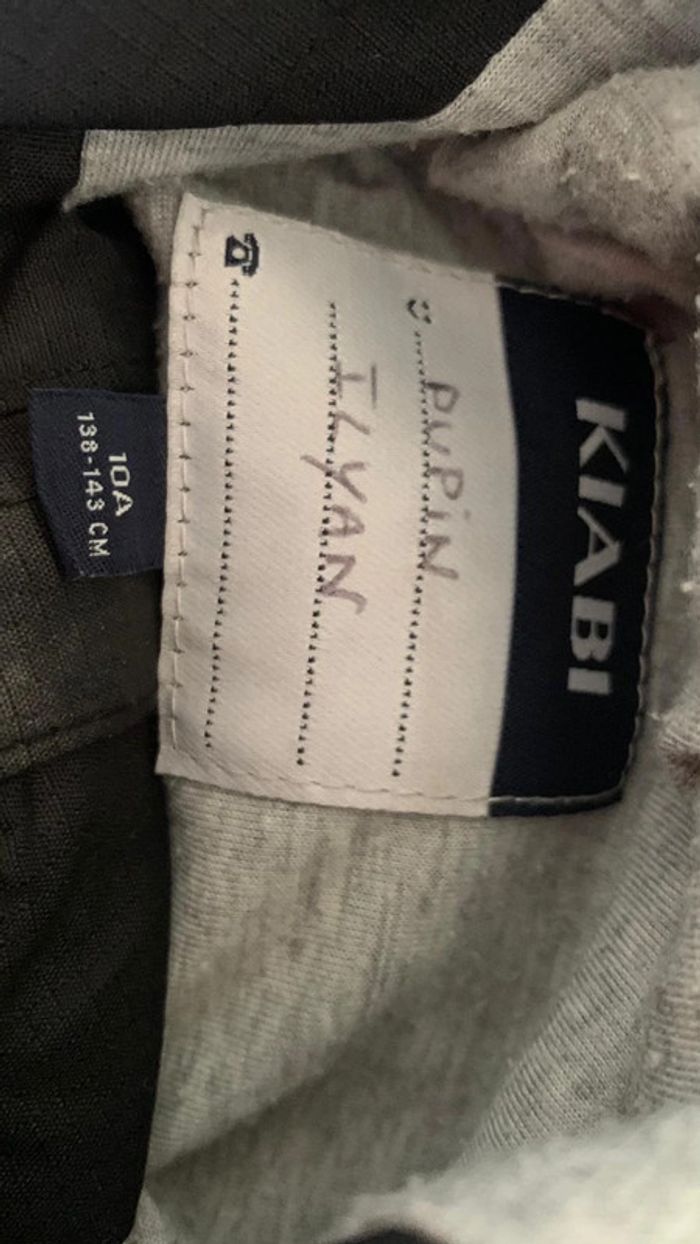 KIABI
DUPiN
ILYAN
10A
138-143 CM